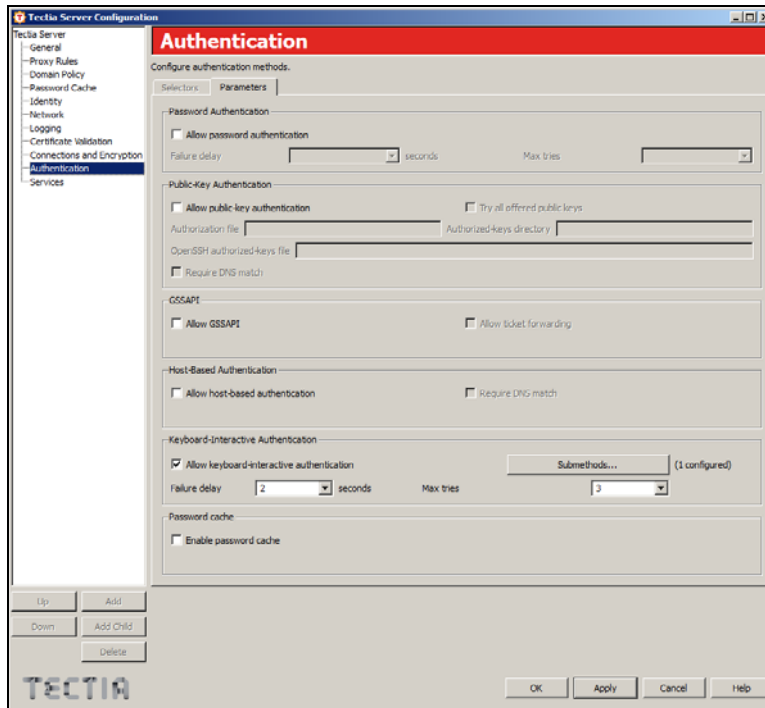 Tectia Server Configuration
Tectia Server
General
Proxy Rules
Domain Policy
Password Cache
Identity
Network
Logging
Certificate Validation
Connections and Encryption
Authentication
Services
Authentication
Configure authentication methods.
Selectors Parameters
Password Authentication
Allow password authentication
Failure delay seconds Max tries
Public-Key Authentication
Allow public-key authentication Try all offered public keys
Authorization file Authorized-keys directory
OpenSSH authorized-keys file
Require DNS match
GSSAPI
Allow GSSAPI Allow ticket forwarding
Host-Based Authentication
Allow host-based authentication Require DNS match
Keyboard-Interactive Authentication
Allow keyboard-interactive authentication Submethods... (1 configured)
Failure delay 2 seconds Max tries 3
Password cache
Enable password cache
Up Add
Down Add Child
Delete
TECTIA
OK Apply Cancel Help